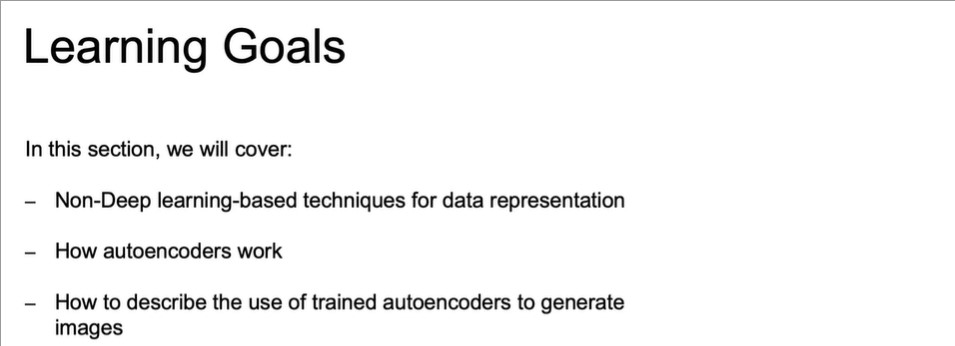 Learning Goals
In this section, we will cover:
– Non-Deep learning-based techniques for data representation
– How autoencoders work
– How to describe the use of trained autoencoders to generate
images